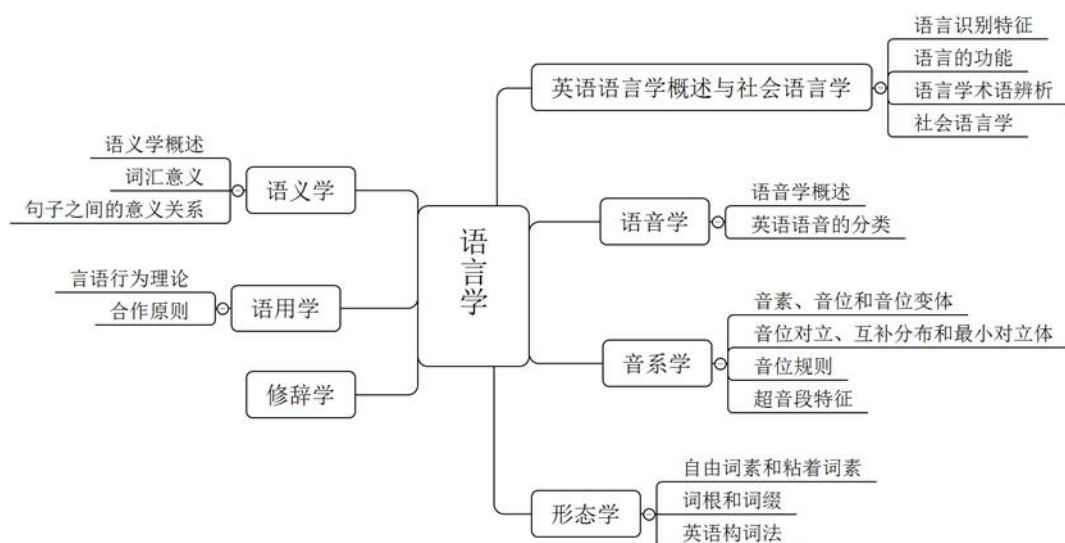 语言学
英语语言学概述与社会语言学
语言识别特征
语言的功能
语言学术语辨析
社会语言学
语音学
语音学概述
英语语音的分类
音系学
音素、音位和音位变体
音位对立、互补分布和最小对立体
音位规则
超音段特征
形态学
自由词素和粘着词素
词根和词缀
英语构词法
语义学
语义学概述
词汇意义
句子之间的意义关系
语用学
言语行为理论
合作原则
修辞学